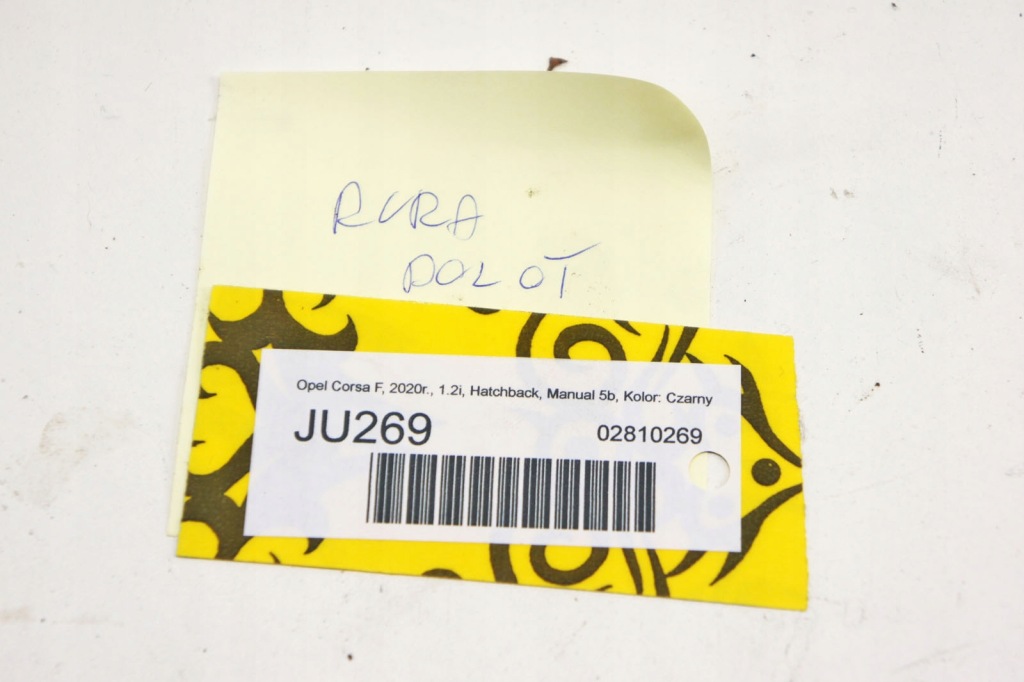 RURA
DOLOT
Opel Corsa F, 2020r., 1.2i, Hatchback, Manual 5b, Kolor: Czarny
JU269
02810269